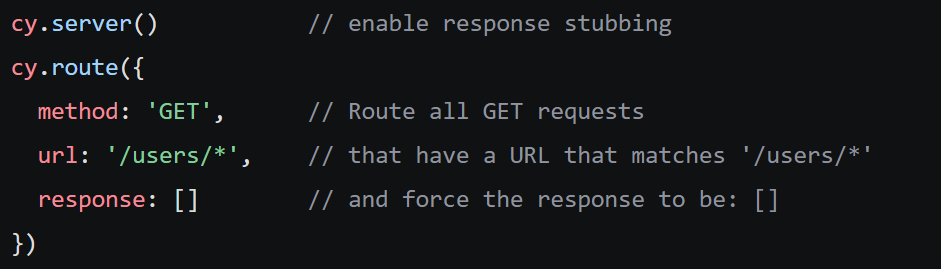 cy.server()           // enable response stubbing
cy.route({
  method: 'GET',      // Route all GET requests
  url: '/users/*',    // that have a URL that matches '/users/*'
  response: []        // and force the response to be: []
})